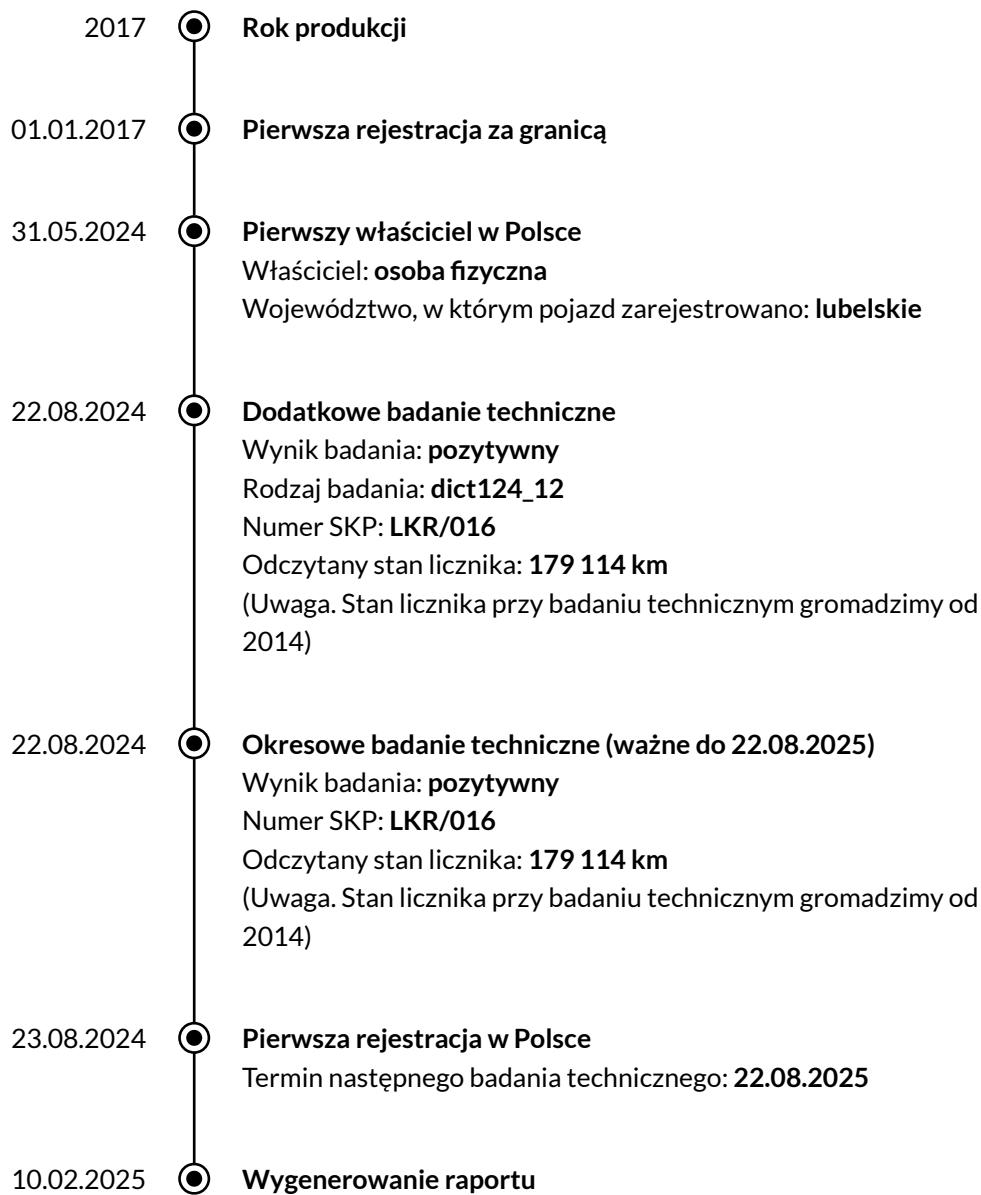 2017 Rok produkcji
01.01.2017 Pierwsza rejestracja za granicą
31.05.2024 Pierwszy właściciel w Polsce
Właściciel: osoba fizyczna
Województwo, w którym pojazd zarejestrowano: lubelskie
22.08.2024 Dodatkowe badanie techniczne
Wynik badania: pozytywny
Rodzaj badania: dict124_12
Numer SKP: LKR/016
Odczytany stan licznika: 179 114 km
(Uwaga. Stan licznika przy badaniu technicznym gromadzimy od
2014)
22.08.2024 Okresowe badanie techniczne (ważne do 22.08.2025)
Wynik badania: pozytywny
Numer SKP: LKR/016
Odczytany stan licznika: 179 114 km
(Uwaga. Stan licznika przy badaniu technicznym gromadzimy od
2014)
23.08.2024 Pierwsza rejestracja w Polsce
Termin następnego badania technicznego: 22.08.2025
10.02.2025 Wygenerowanie raportu